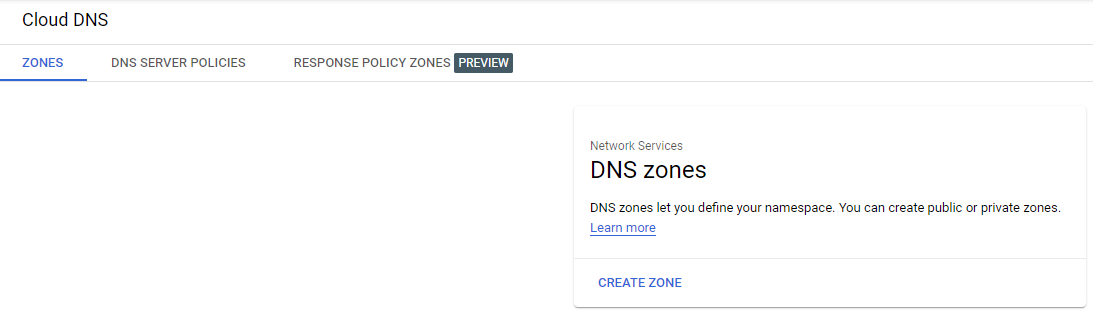 Cloud DNS
ZONES DNS SERVER POLICIES RESPONSE POLICY ZONES PREVIEW
Network Services
DNS zones
DNS zones let you define your namespace. You can create public or private zones.
Learn more
CREATE ZONE